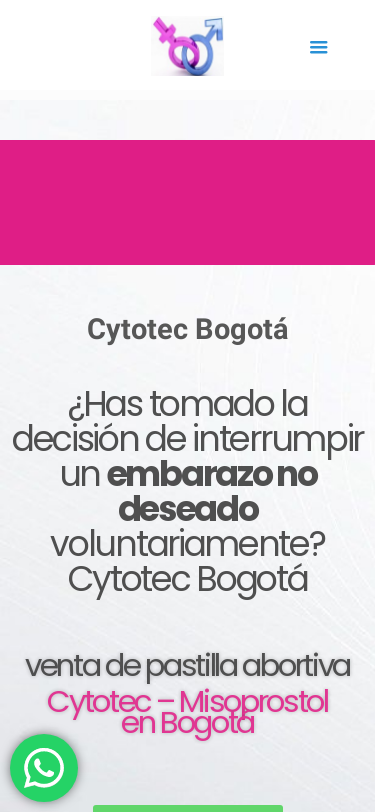 Cytotec Bogotá
¿Has tomado la
decisión de interrumpir
un embarazo no
deseado
voluntariamente?
Cytotec Bogotá
venta de pastilla abortiva
Cytotec – Misoprostol
en Bogotá